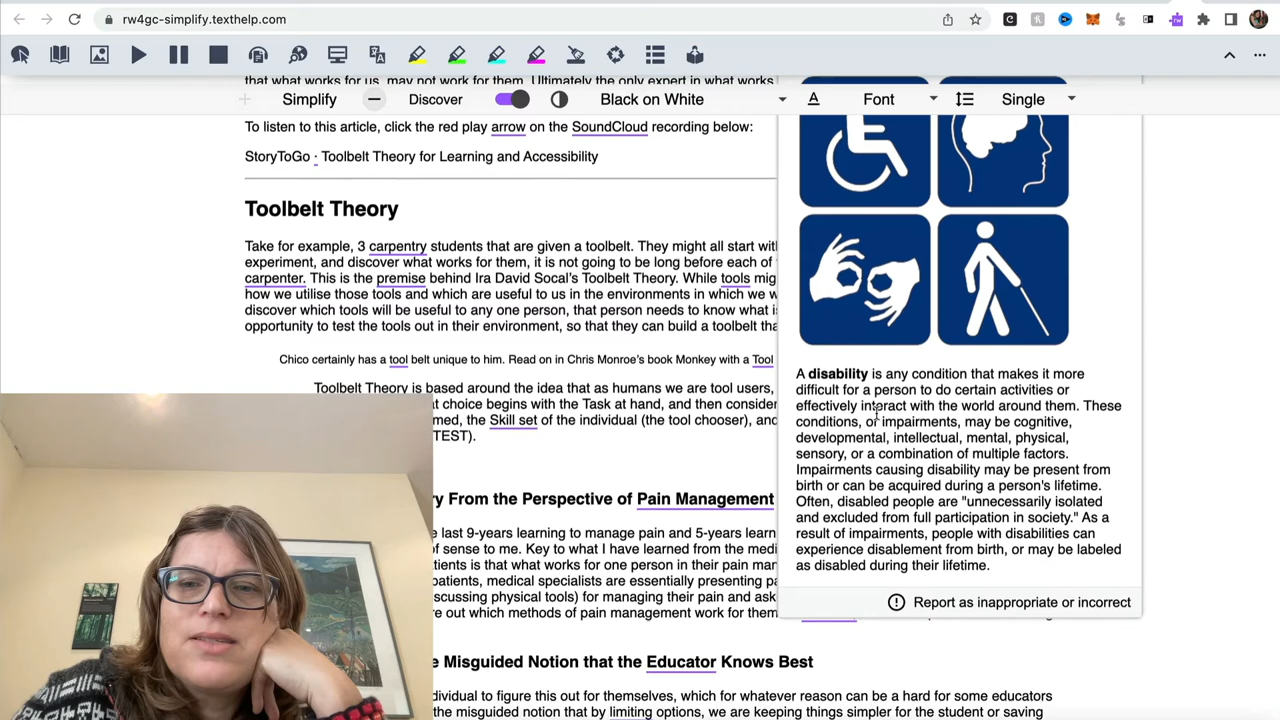 rw4gc-simplify.texthelp.com
that what works for us, may not work for them. Ultimately the only expert in what works
Simplify
Discover
Black on White
Font
Single
To listen to this article, click the red play arrow on the SoundCloud recording below:
StoryToGo · Toolbelt Theory for Learning and Accessibility
Toolbelt Theory
Take for example, 3 carpentry students that are given a toolbelt. They might all start wit
experiment, and discover what works for them, it is not going to be long before each of
carpenter. This is the premise behind Ira David Socal's Toolbelt Theory. While tools mig
how we utilise those tools and which are useful to us in the environments in which we w
discover which tools will be useful to any one person, that person needs to know what i
opportunity to test the tools out in their environment, so that they can build a toolbelt tha
Chico certainly has a tool belt unique to him. Read on in Chris Monroe's book Monkey with a Tool
Toolbelt Theory is based around the idea that as humans we are tool users,
at choice begins with the Task at hand, and then consider
med, the Skill set of the individual (the tool chooser), and
TEST).
y From the Perspective of Pain Management
e last 9-years learning to manage pain and 5-years learn
of sense to me. Key to what I have learned from the medi
tients is that what works for one person in their pain man
patients, medical specialists are essentially presenting pa
scussing physical tools) for managing their pain and ask
re out which methods of pain management work for them
e Misguided Notion that the Educator Knows Best
dividual to figure this out for themselves, which for whatever reason can be a hard for some educators
the misguided notion that by limiting options, we are keeping things simpler for the student or saving
A disability is any condition that makes it more
difficult for a person to do certain activities or
effectively interact with the world around them. These
conditions, or impairments, may be cognitive,
developmental, intellectual, mental, physical,
sensory, or a combination of multiple factors.
Impairments causing disability may be present from
birth or can be acquired during a person's lifetime.
Often, disabled people are "unnecessarily isolated
and excluded from full participation in society." As a
result of impairments, people with disabilities can
experience disablement from birth, or may be labeled
as disabled during their lifetime.
Report as inappropriate or incorrect